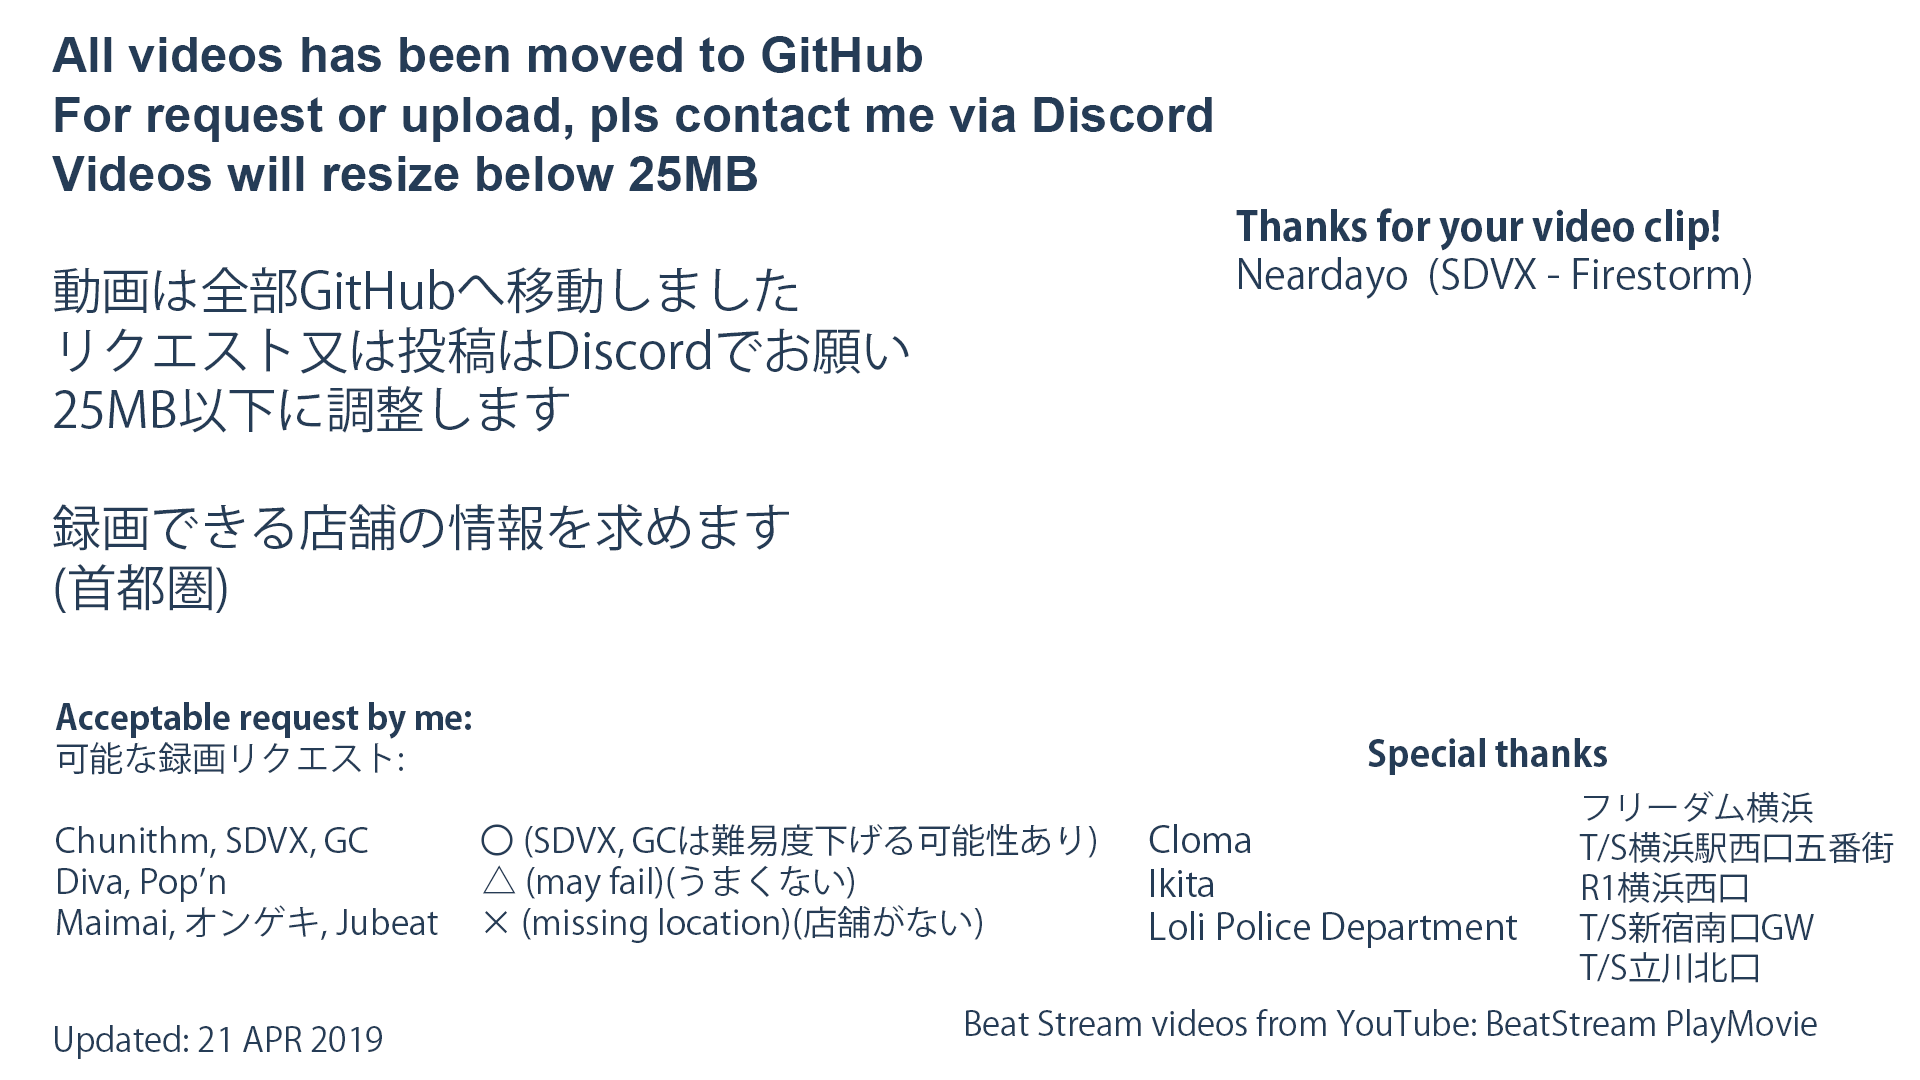 All videos has been moved to GitHub
For request or upload, pls contact me via Discord
Videos will resize below 25MB
Thanks for your video clip!
Neardayo (SDVX - Firestorm)
動画は全部GitHubへ移動しました
リクエスト又は投稿はDiscordでお願い
25MB以下に調整します
録画できる店舗の情報を求めます
(首都圏)
Acceptable request by me:
可能な録画リクエスト:
Chunithm, SDVX, GC 〇 (SDVX, GCは難易度下げる可能性あり)
Diva, Pop’n △ (may fail)(うまくない)
Maimai, オンゲキ, Jubeat × (missing location)(店舗がない)
Special thanks
Cloma
Ikita
Loli Police Department
フリーダム横浜
T/S横浜駅西口五番街
R1横浜西口
T/S新宿南口GW
T/S立川北口
Beat Stream videos from YouTube: BeatStream PlayMovie
Updated: 21 APR 2019